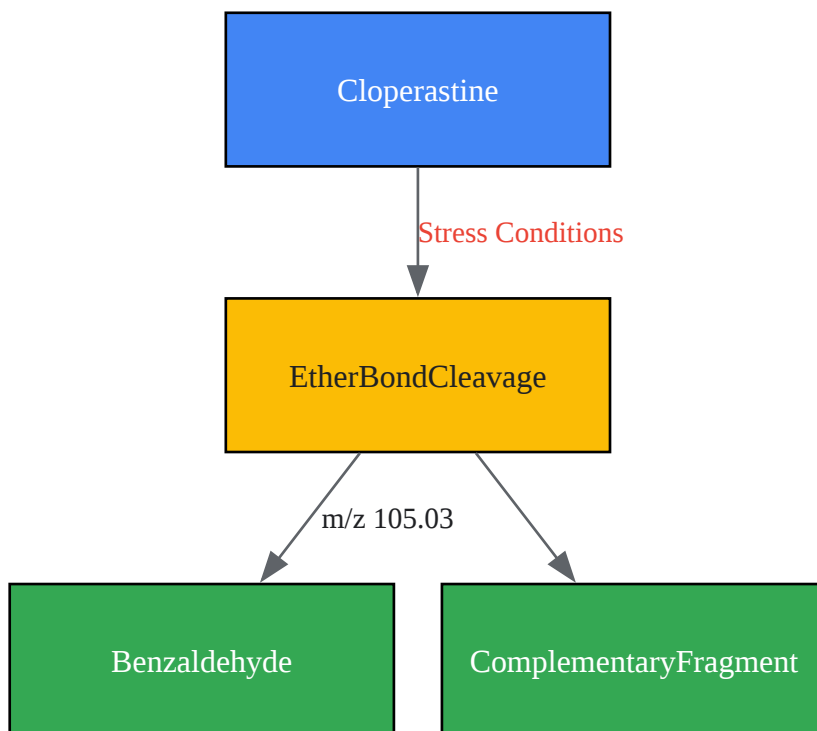 Cloperastine
Stress Conditions
EtherBondCleavage
m/z 105.03
Benzaldehyde
ComplementaryFragment